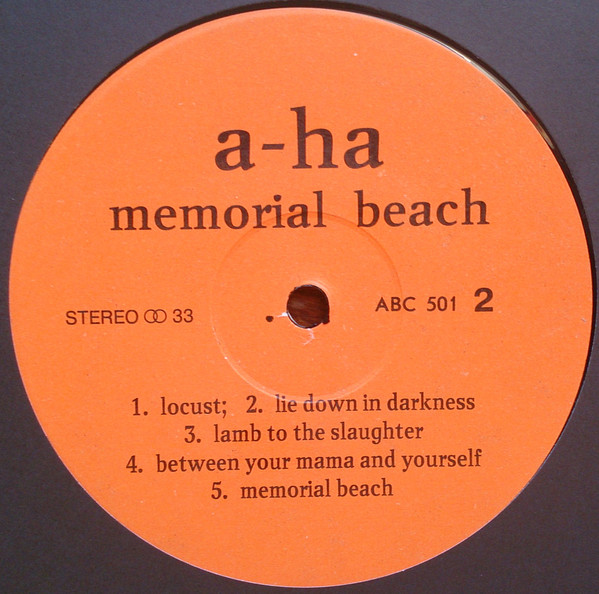 a-ha
memorial beach
STEREO 33
ABC 501 2
1. locust; 2. lie down in darkness
3. lamb to the slaughter
4. between your mama and yourself
5. memorial beach